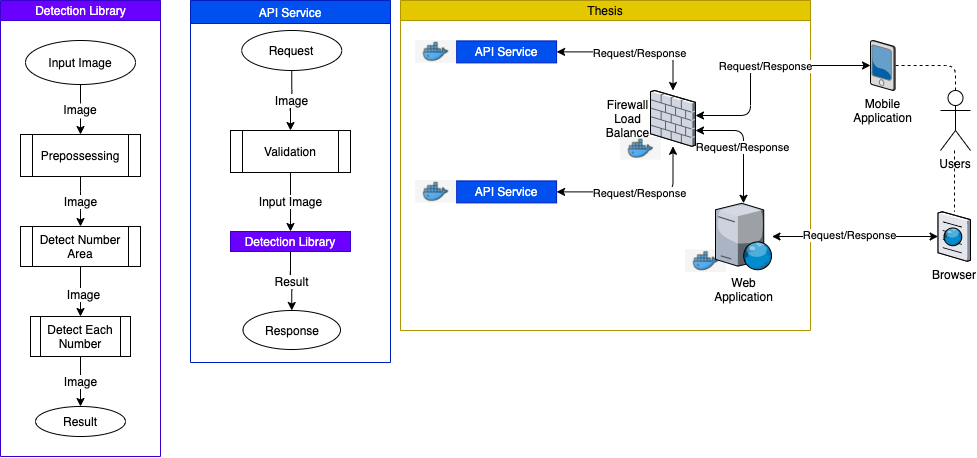 Detection Library
Input Image
Image
Prepossessing
Image
Detect Number
Area
Image
Detect Each
Number
Image
Result
API Service
Request
Image
Validation
Input Image
Detection Library
Result
Response
Thesis
API Service
Request/Response
Request/Response
Firewall
Load
Balance
Request/Response
API Service
Request/Response
Web
Application
Request/Response
Mobile
Application
Users
Browser